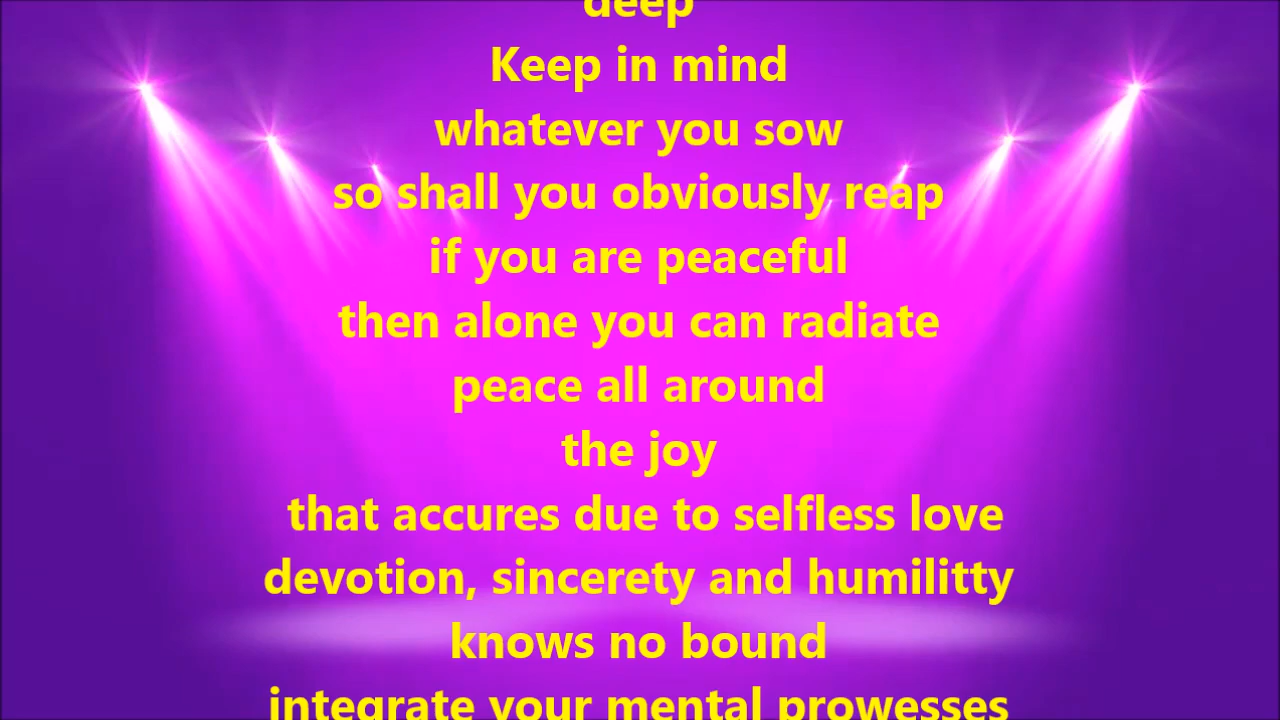 deep
Keep in mind
whatever you sow
so shall you obviously reap
if you are peaceful
then alone you can radiate
peace all around
the joy
that accures due to selfless love
devotion, sincerety and humilitty
knows no bound
integrate your mental prowesses